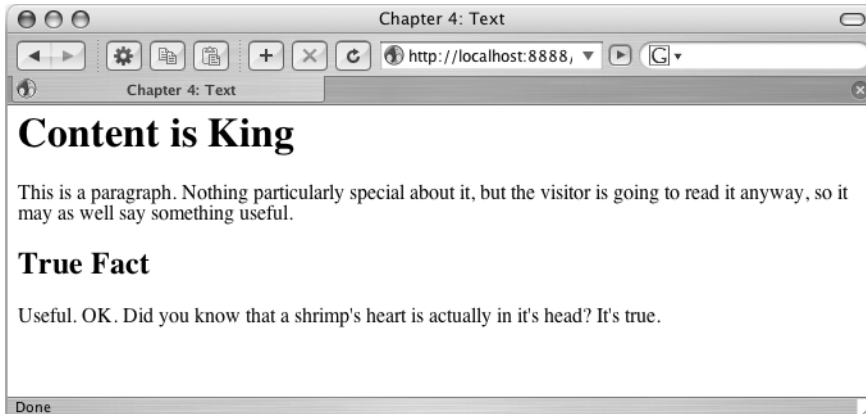 Chapter 4: Text
http://localhost:8888/
G
Chapter 4: Text
Content is King
This is a paragraph. Nothing particularly special about it, but the visitor is going to read it anyway, so it
may as well say something useful.
True Fact
Useful. OK. Did you know that a shrimp's heart is actually in it's head? It's true.
Done